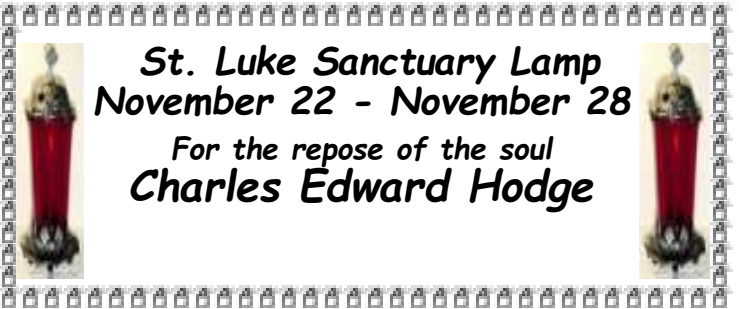 St. Luke Sanctuary Lamp
November 22 - November 28
For the repose of the soul
Charles Edward Hodge